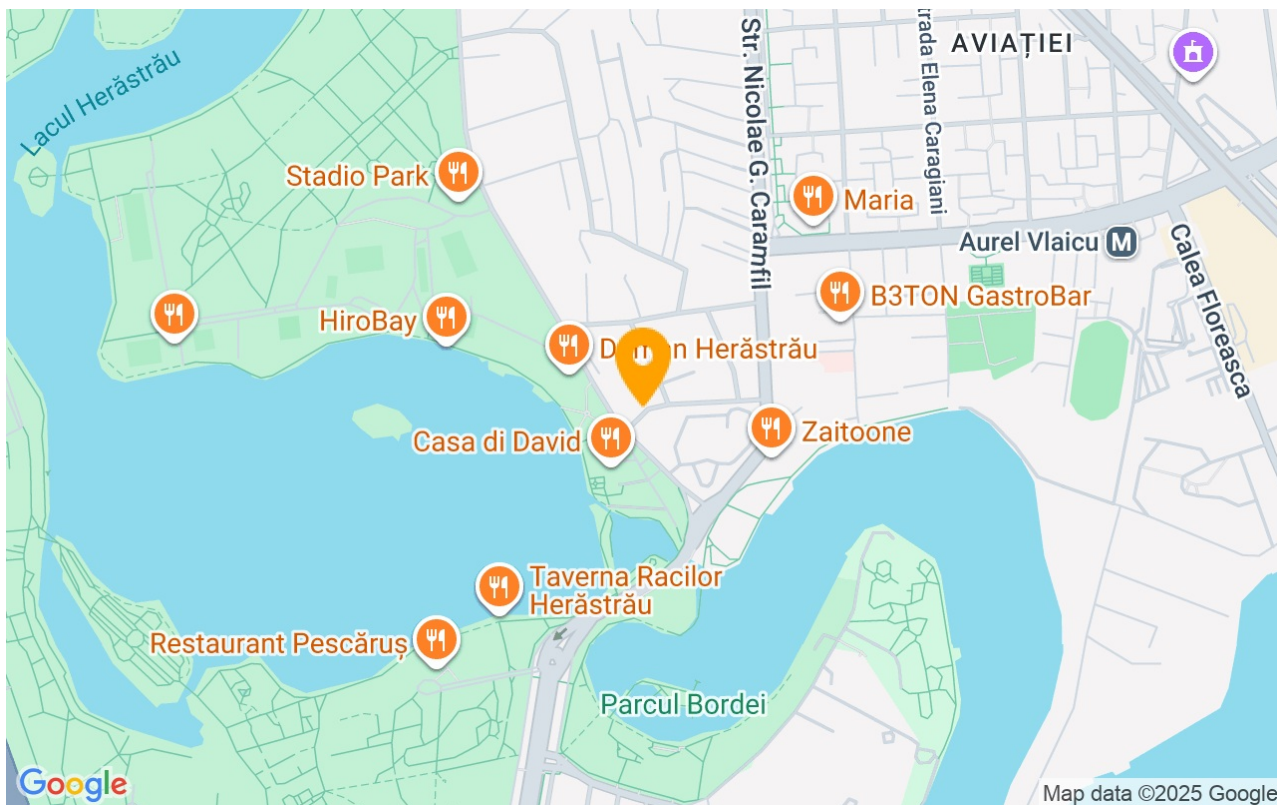 AVIAȚIEI
Lacul Herăstrău
Str. Nicolae G. Caramfil
Elena Caragiani
Stadio Park
Maria
Aurel Vlaicu M
Calea Floreasca
B3TON GastroBar
HiroBay
Herăstrău
Casa di David
Zaitoone
Taverna Racilor
Herăstrău
Restaurant Pescăruș
Parcul Bordei
Google
Map data ©2025 Google